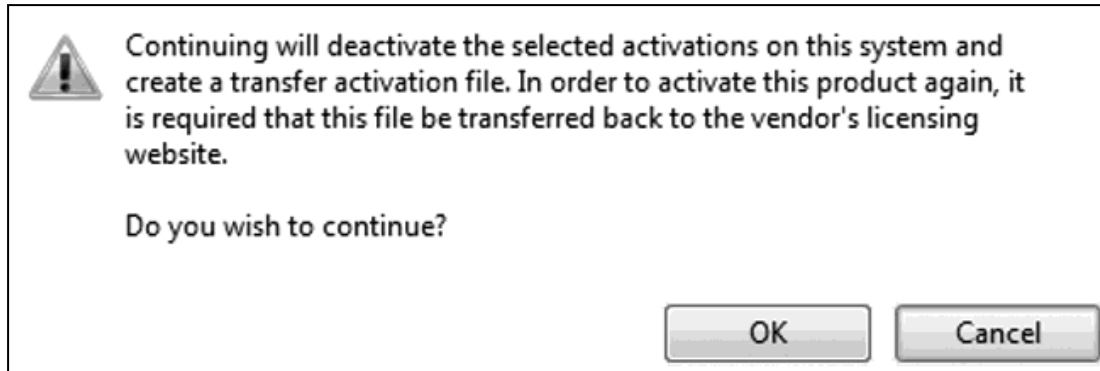 Continuing will deactivate the selected activations on this system and
create a transfer activation file. In order to activate this product again, it
is required that this file be transferred back to the vendor's licensing
website.
Do you wish to continue?
OK
Cancel